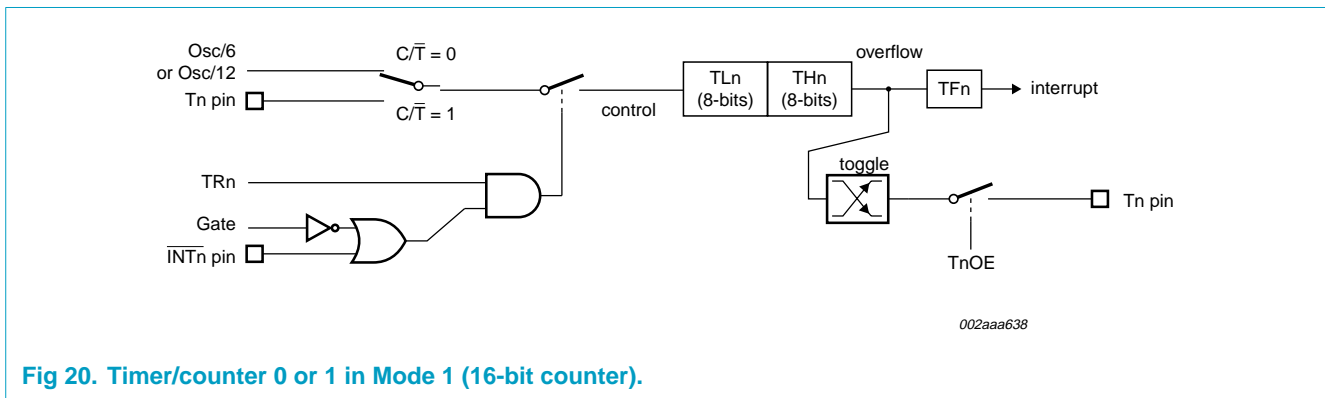 Osc/6
or Osc/12
C/T̅ = 0
Tn pin
C/T̅ = 1
control
TLn
(8-bits)
THn
(8-bits)
overflow
TFn
interrupt
toggle
TRn
Gate
I̅N̅T̅n pin
Tn pin
TnOE
002aaa638
Fig 20. Timer/counter 0 or 1 in Mode 1 (16-bit counter).